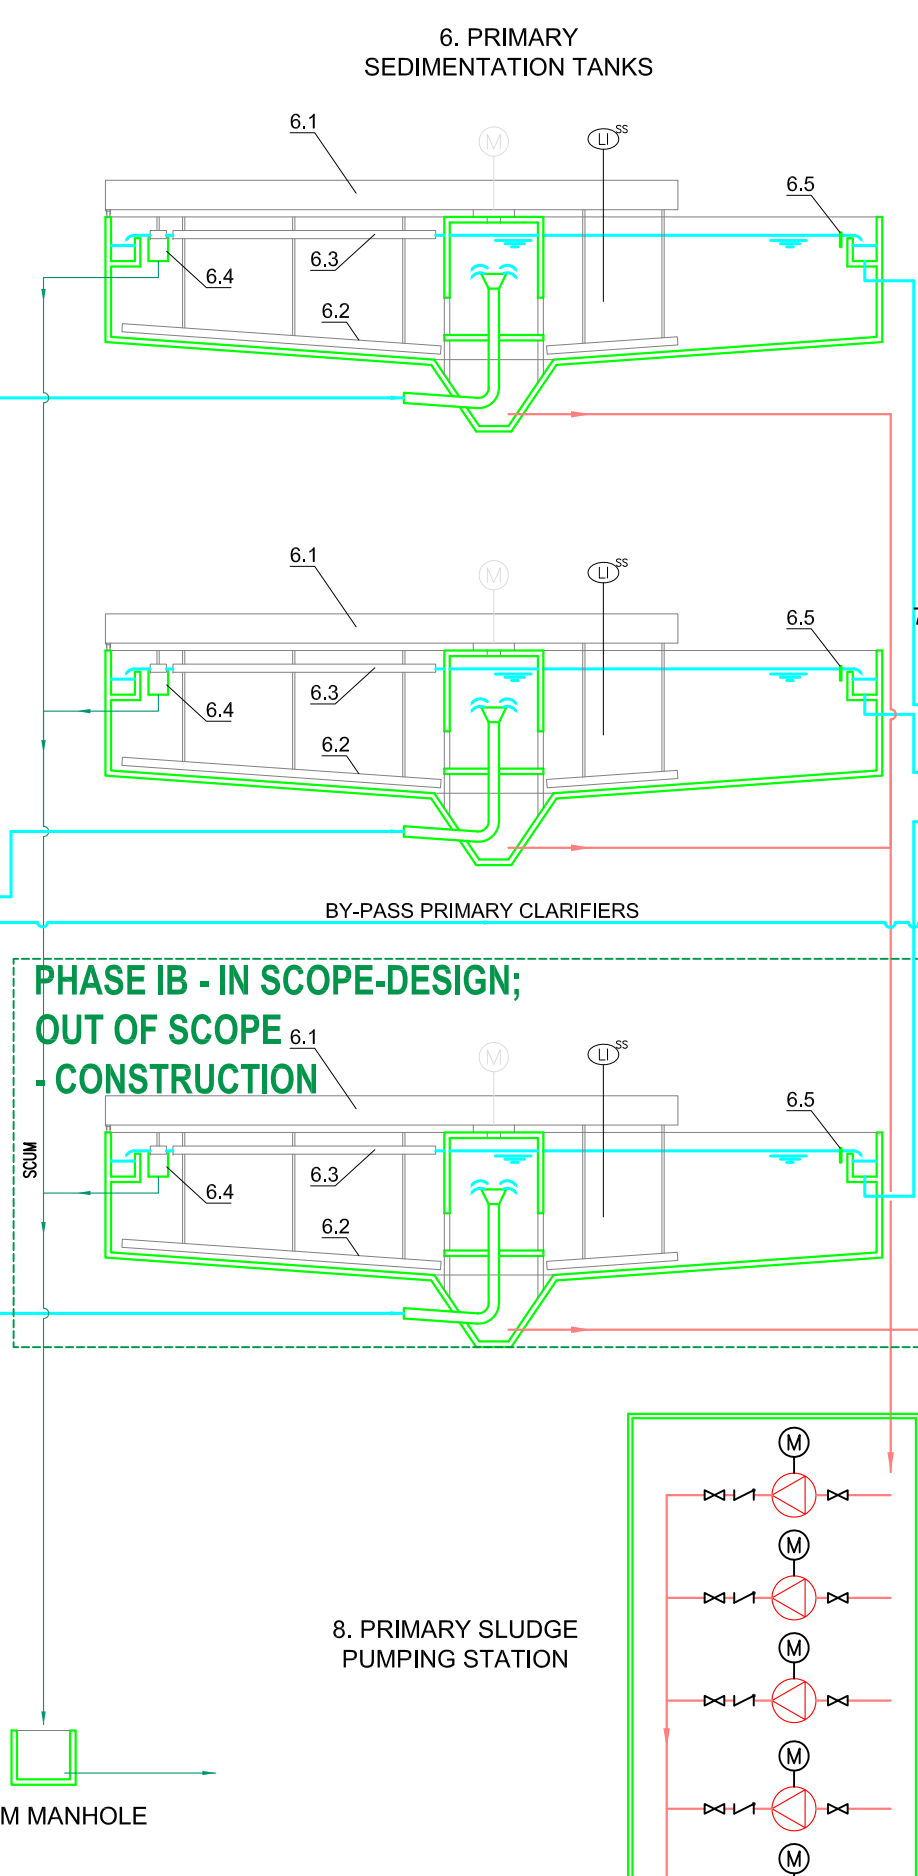 6. PRIMARY
SEDIMENTATION TANKS
6.1
M
LI
SS
6.5
6.4
6.3
6.2
6.1
M
LI
SS
6.5
6.4
6.3
6.2
BY-PASS PRIMARY CLARIFIERS
PHASE IB - IN SCOPE-DESIGN;
OUT OF SCOPE
- CONSTRUCTION
6.1
M
LI
SS
6.5
SCUM
6.4
6.3
6.2
M
M
8. PRIMARY SLUDGE
PUMPING STATION
M
M
M
M MANHOLE